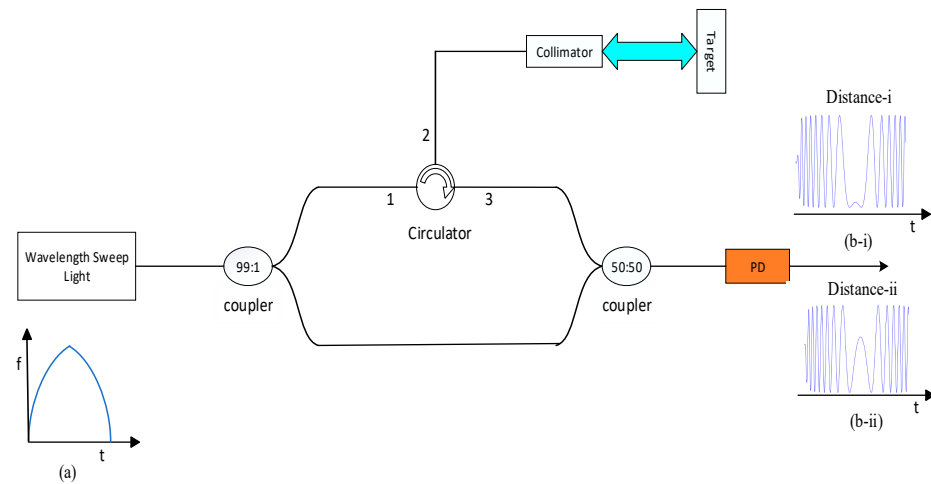 Collimator
Target
Distance-i
2
1
3
t
Circulator
(b-i)
Wavelength Sweep
Light
99:1
50:50
PD
coupler
coupler
Distance-ii
f
t
t
(b-ii)
(a)